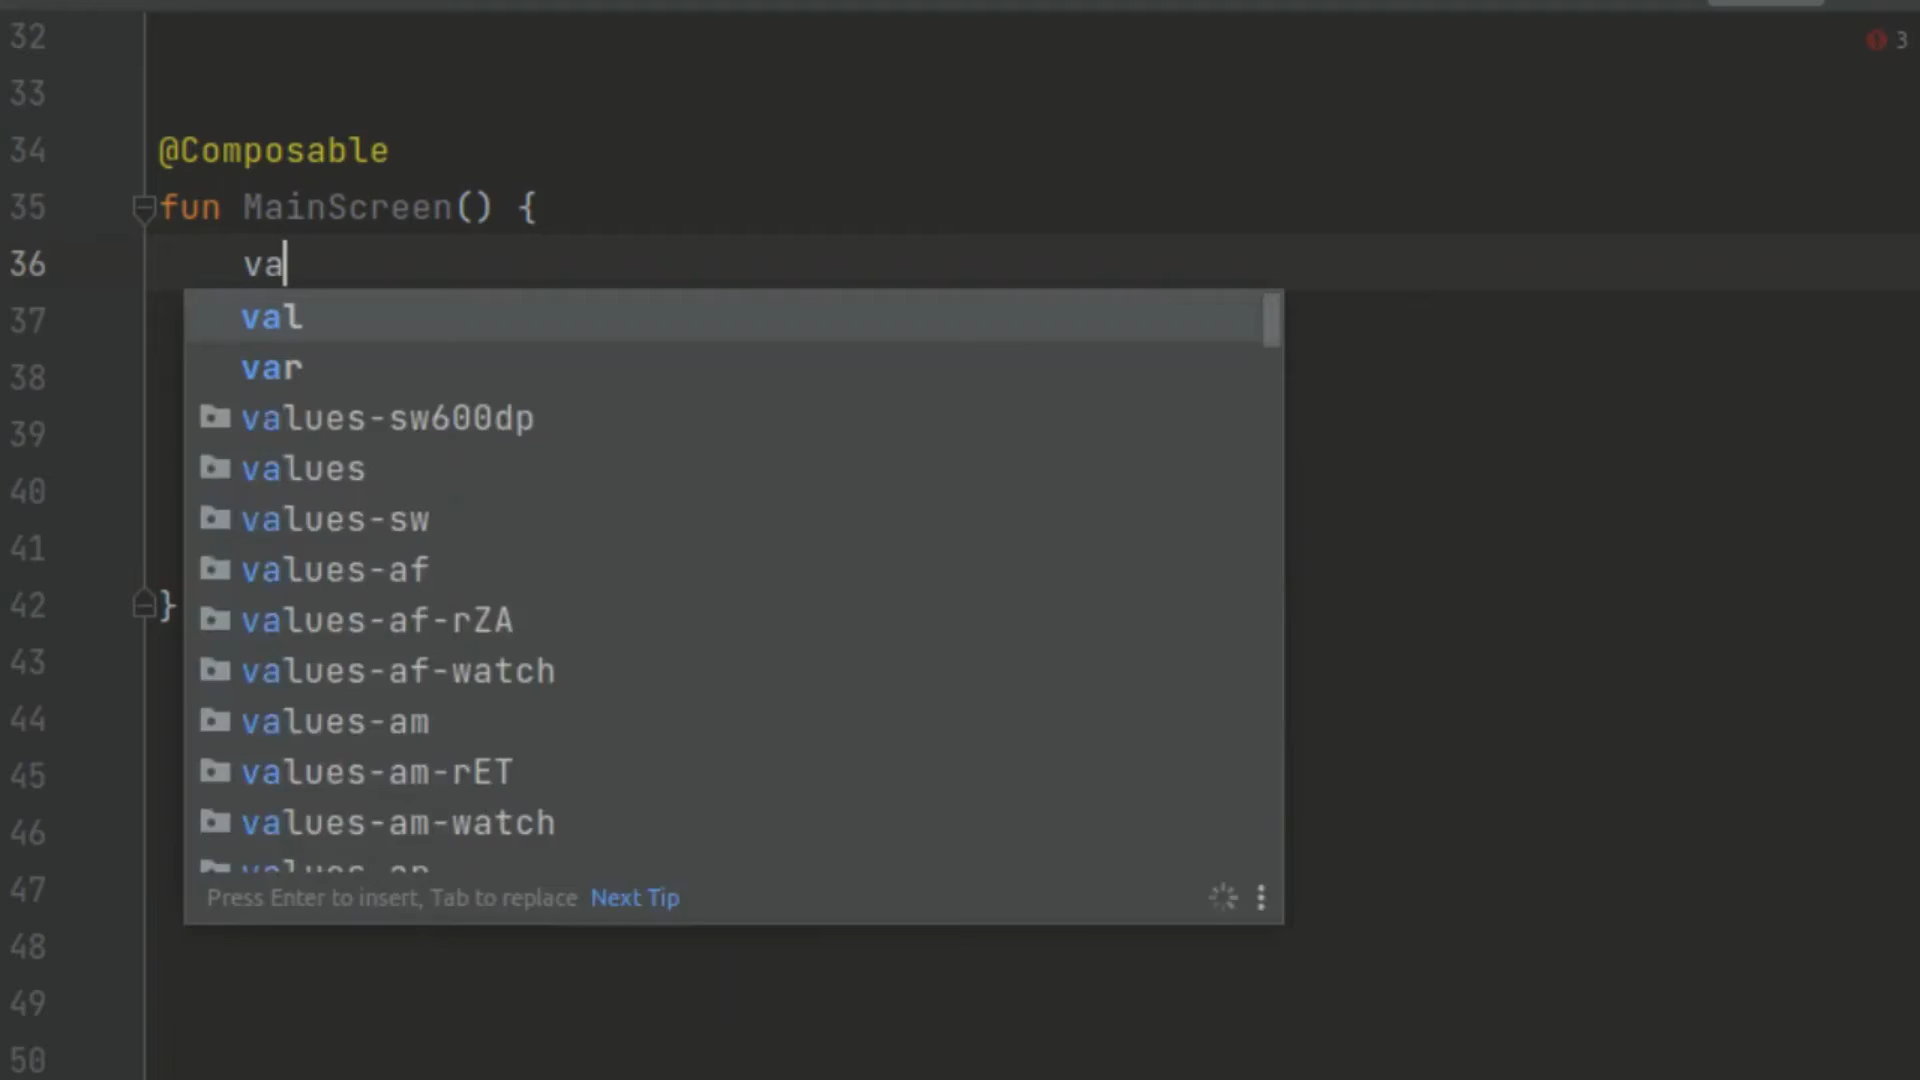 32
3
33
34 @Composable
35 fun MainScreen() {
36 va
37 val
38 var
39 values-sw600dp
values
40 values-sw
41 values-af
42 } values-af-rZA
43 values-af-watch
44 values-am
45 values-am-rET
46 values-am-watch
47 Press Enter to insert, Tab to replace Next Tip
48
49
50